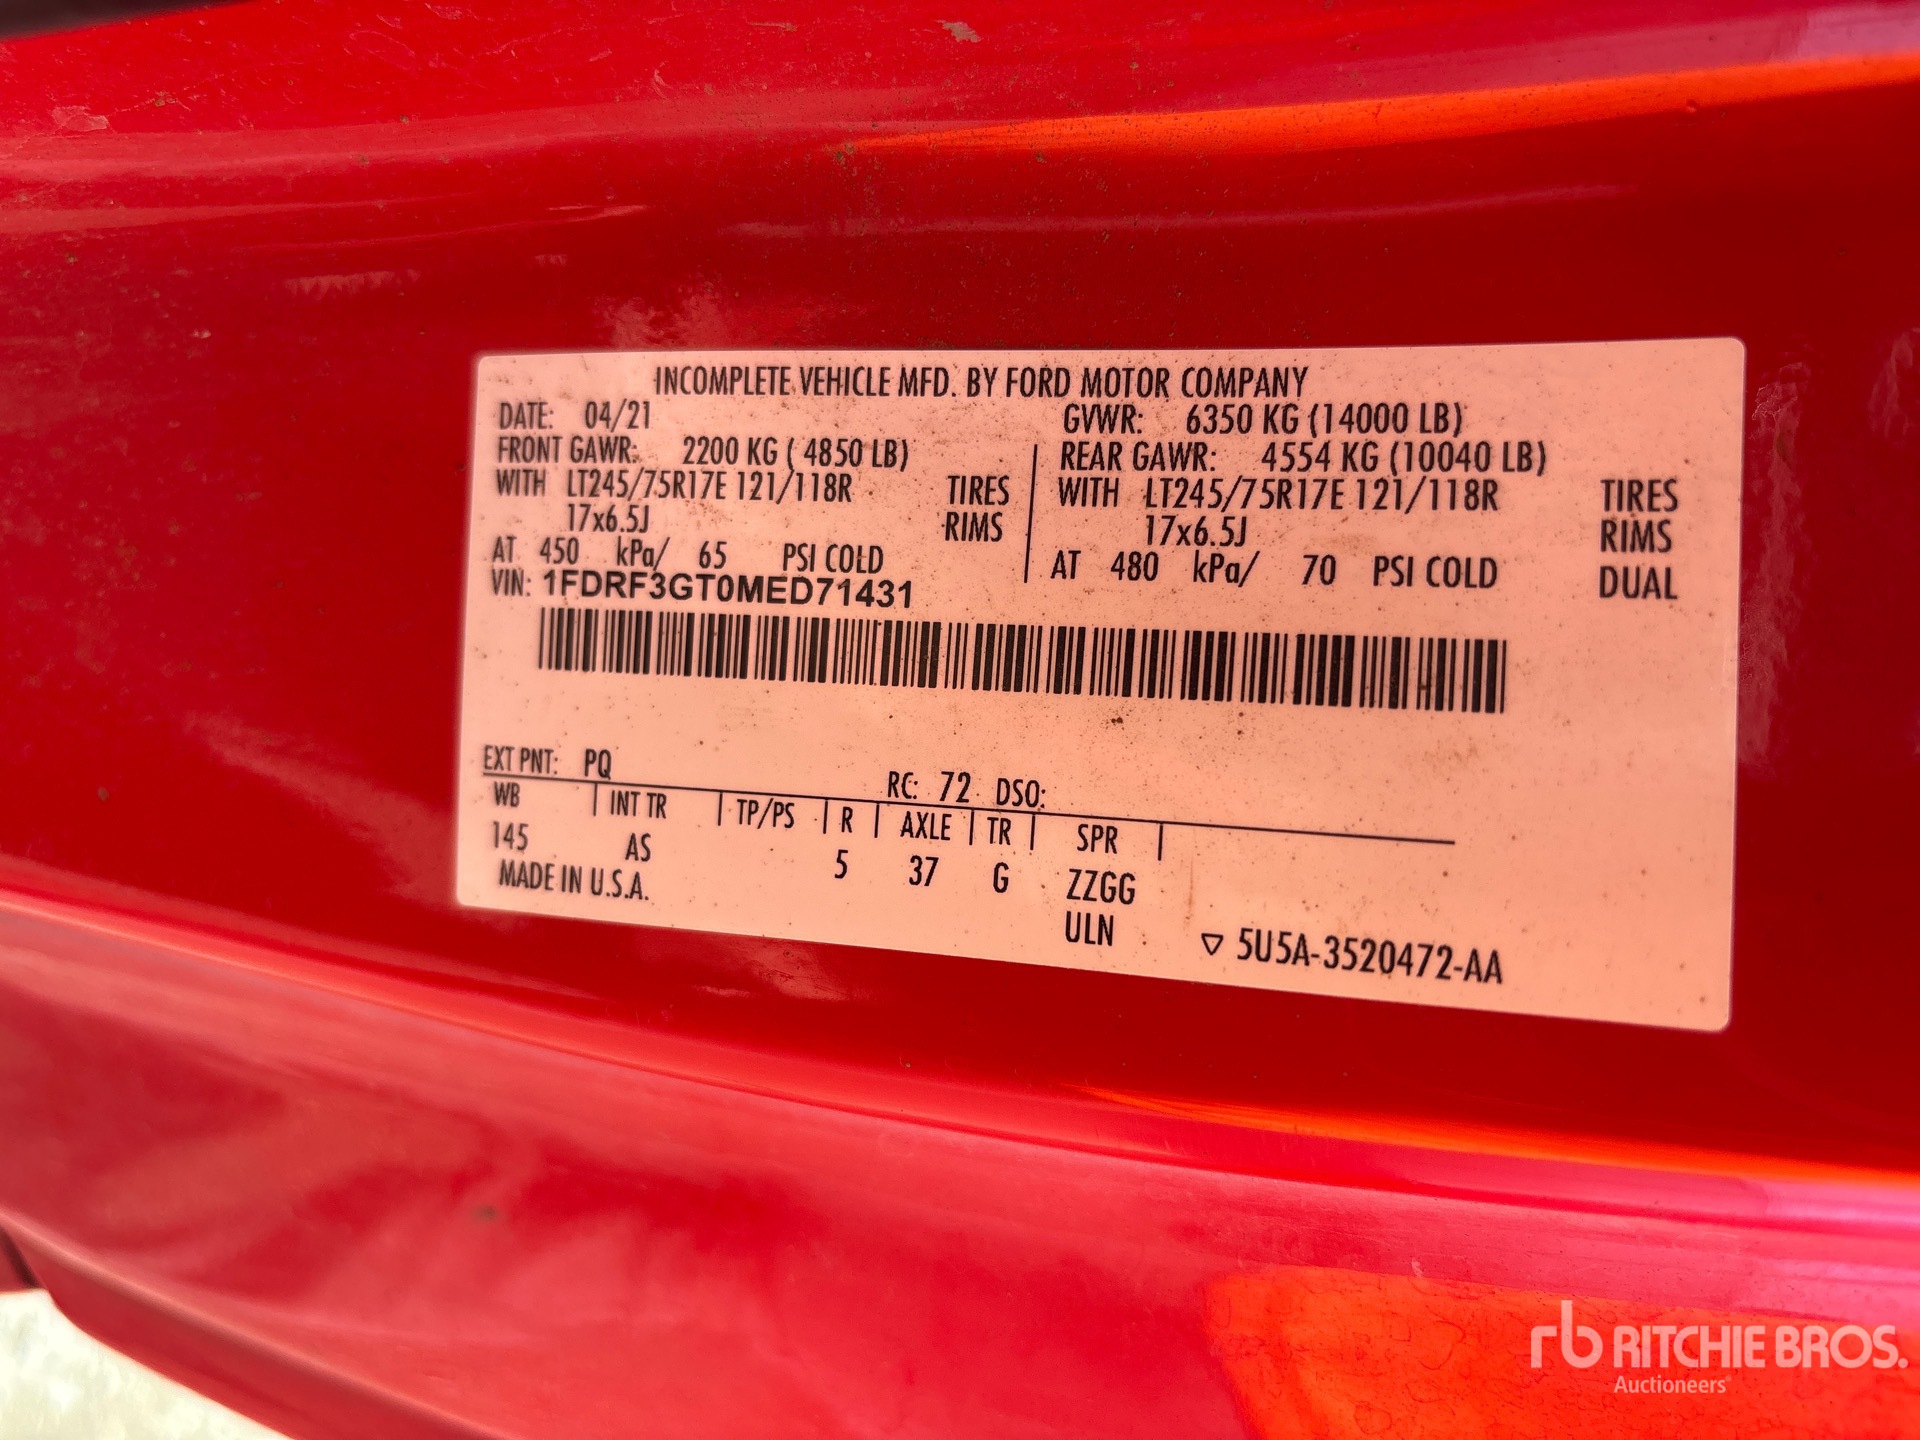 INCOMPLETE VEHICLE MFD. BY FORD MOTOR COMPANY
DATE: 04/21 GVWR: 6350 KG (14000 LB)
FRONT GAWR: 2200 KG ( 4850 LB) REAR GAWR: 4554 KG (10040 LB)
WITH LT245/75R17E 121/118R TIRES WITH LT245/75R17E 121/118R TIRES
17x6.5J RIMS 17x6.5J RIMS
AT 450 kPa/ 65 PSI COLD AT 480 kPa/ 70 PSI COLD DUAL
VIN: 1FDRF3GT0MED71431
EXT PNT: PQ RC: 72 DSO:
WB INT TR TP/PS R AXLE TR SPR
145 AS 5 37 G ZZGG
MADE IN U.S.A. ULN ▽ 5U5A-3520472-AA
rb RITCHIE BROS.
Auctioneers